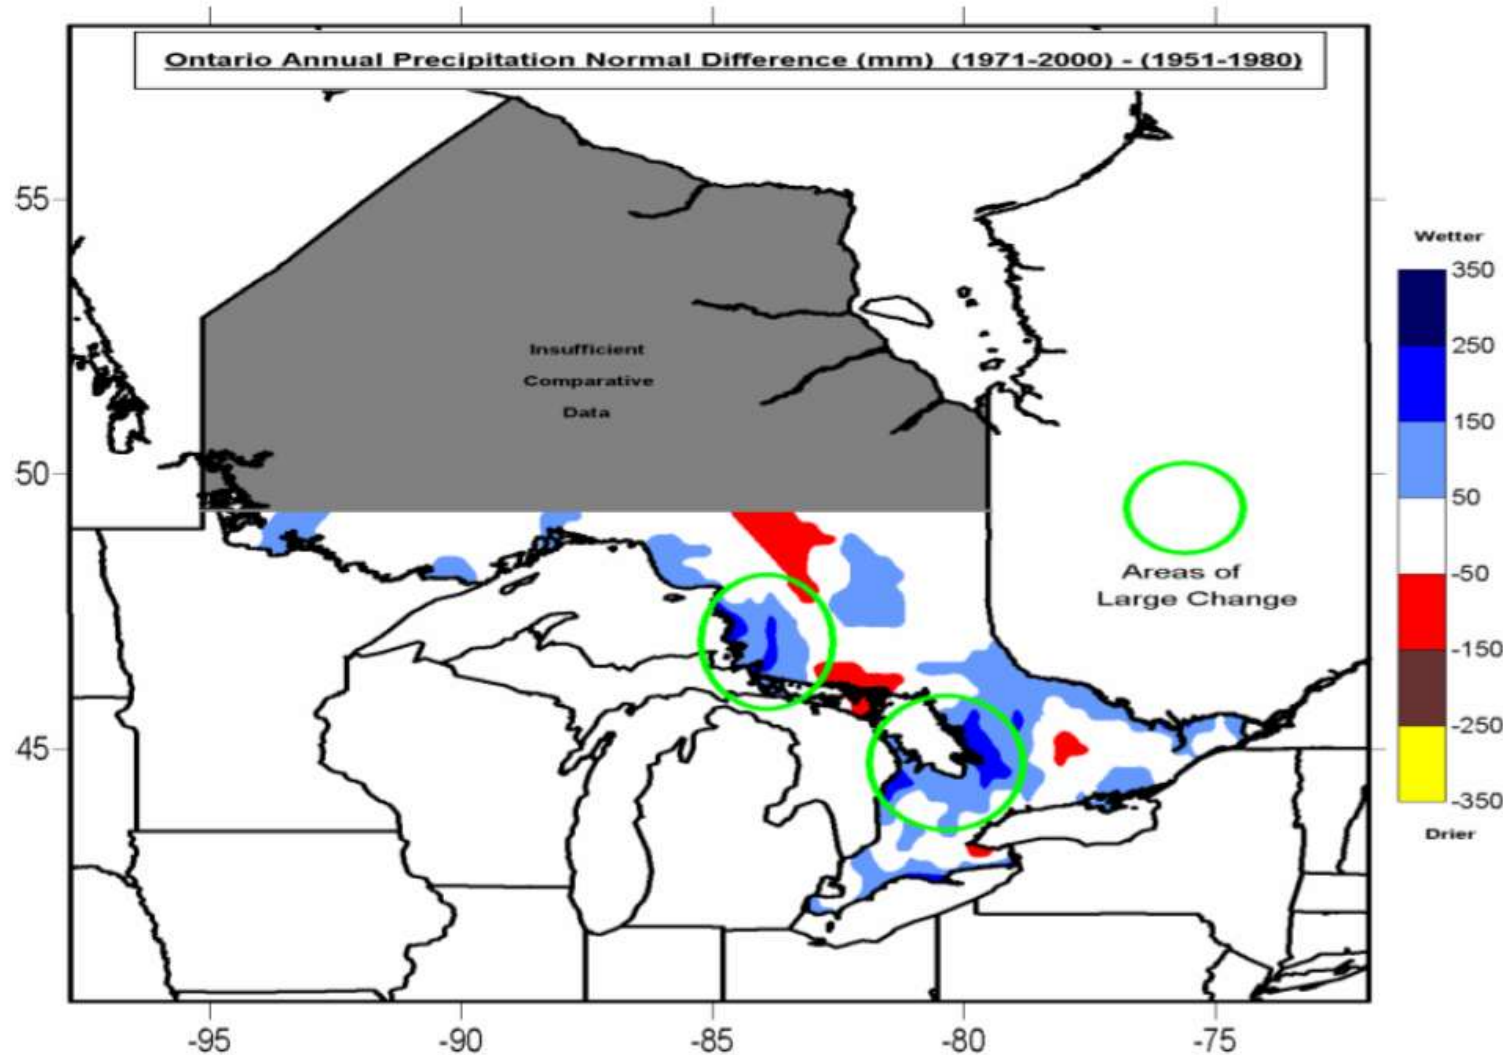 Ontario Annual Precipitation Normal Difference (mm) (1971-2000) - (1951-1980)
55
50
45
Insufficient
Comparative
Data
Areas of
Large Change
Wetter
350
250
150
50
-50
-150
-250
-350
Drier
-95
-90
-85
-80
-75